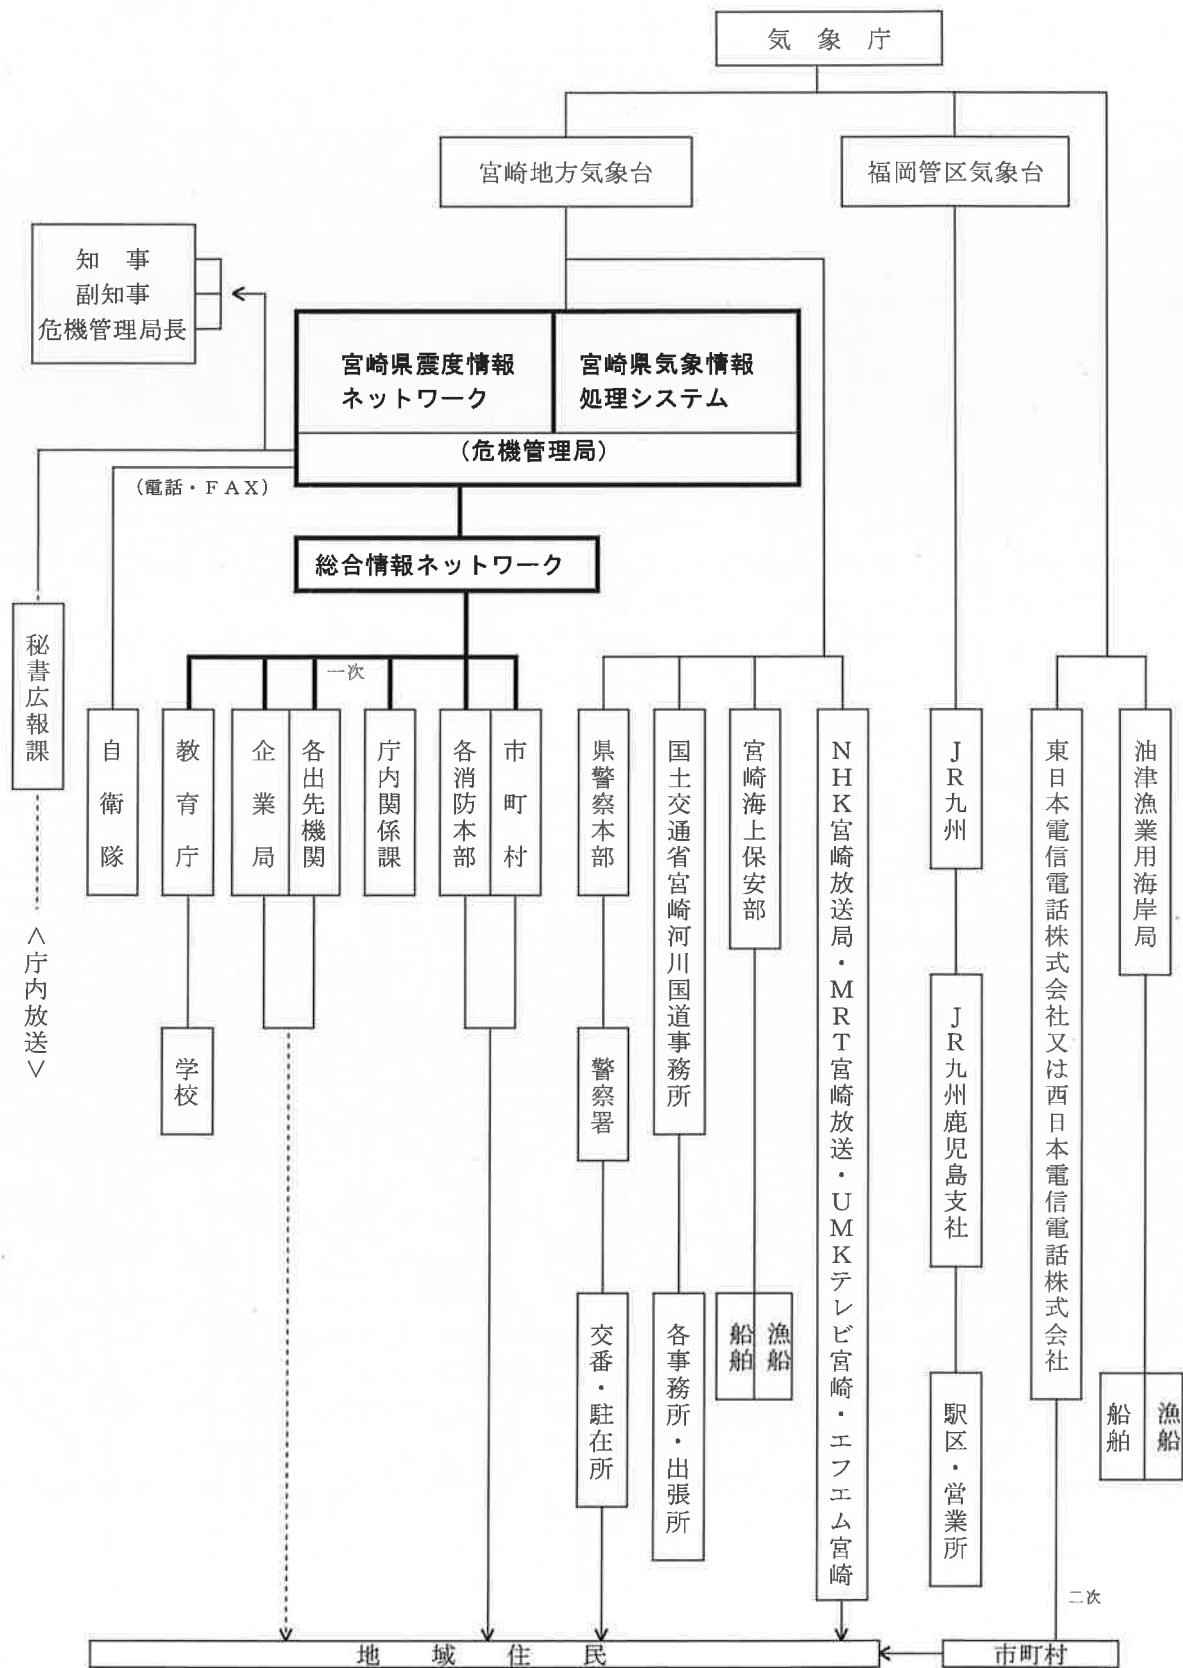 気象庁
宮崎地方気象台
福岡管区気象台
知事
副知事
危機管理局長
宮崎県震度情報
ネットワーク
宮崎県気象情報
処理システム
（危機管理局）
（電話・ＦＡＸ）
総合情報ネットワーク
一次
秘書広報課
＜庁内放送＞
自衛隊
教育庁
企業局
各出先機関
庁内関係課
各消防本部
市町村
県警察本部
国土交通省宮崎河川国道事務所
宮崎海上保安部
ＮＨＫ宮崎放送局・ＭＲＴ宮崎放送・ＵＭＫテレビ宮崎・エフエム宮崎
ＪＲ九州
東日本電信電話株式会社又は西日本電信電話株式会社
油津漁業用海岸局
学校
警察署
ＪＲ九州鹿児島支社
交番・駐在所
各事務所・出張所
船舶
漁船
駅区・営業所
船舶
漁船
二次
地域住民
市町村